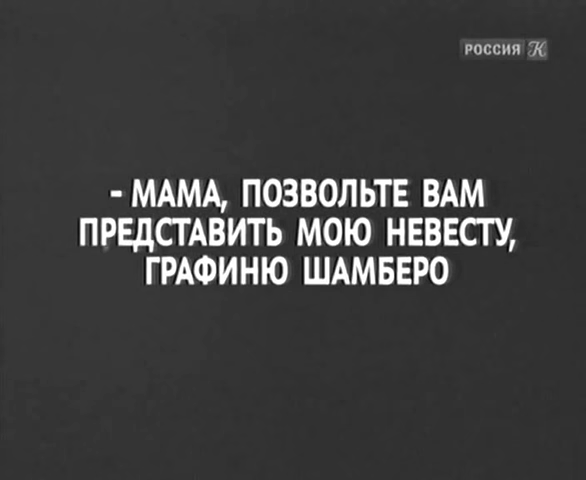 РОССИЯ К
- МАМА, ПОЗВОЛЬТЕ ВАМ
ПРЕДСТАВИТЬ МОЮ НЕВЕСТУ,
ГРАФИНЮ ШАМБЕРО